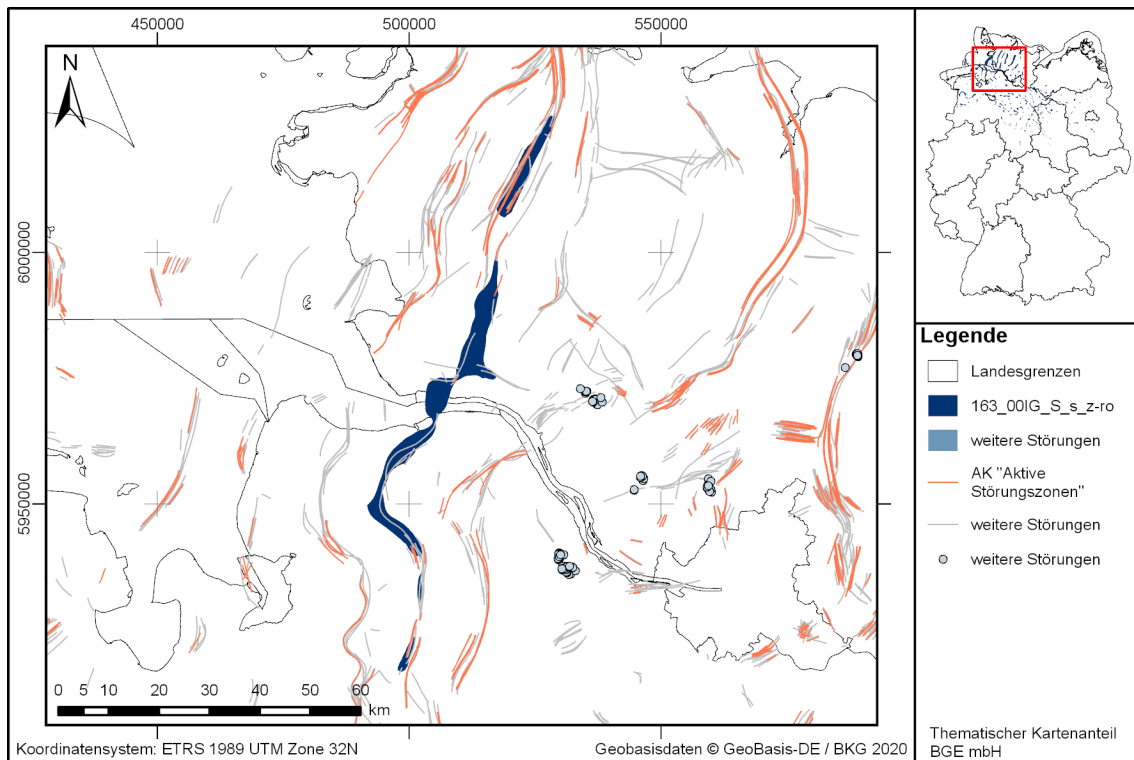 450000
500000
550000
N
6000000
5950000
0 5 10 20 30 40 50 60
km
Koordinatensystem: ETRS 1989 UTM Zone 32N
Geobasisdaten © GeoBasis-DE / BKG 2020
Legende
Landesgrenzen
163_00IG_S_s_z-ro
weitere Störungen
AK "Aktive
Störungszonen"
weitere Störungen
weitere Störungen
Thematischer Kartenanteil
BGE mbH